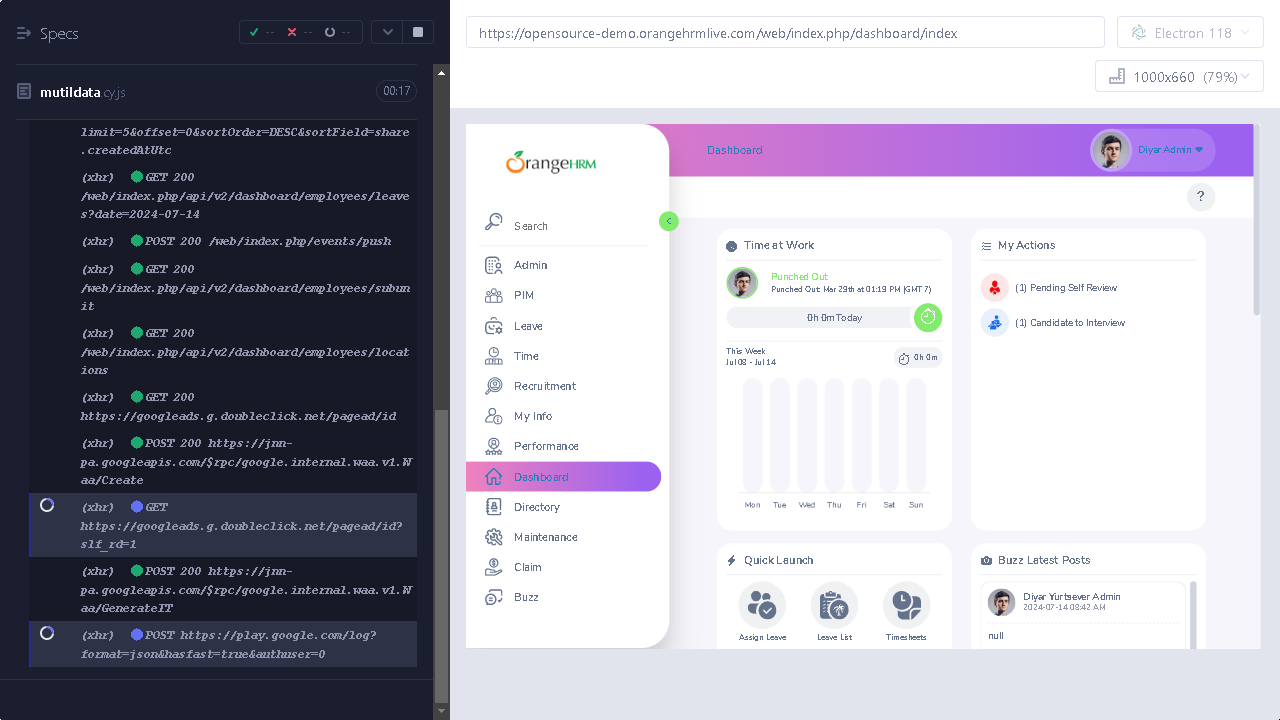 Specs
-- -- --
mutildata cy.js
00:17
limit=5&offset=0&sortOrder=DESC&sortField=share
.createdAtUtc
(xhr) GET 200
/web/index.php/api/v2/dashboard/employees/leave
s?date=2024-07-14
(xhr) POST 200 /web/index.php/events/push
(xhr) GET 200
/web/index.php/api/v2/dashboard/employees/subun
it
(xhr) GET 200
/web/index.php/api/v2/dashboard/employees/locat
ions
(xhr) GET 200
https://googleads.g.doubleclick.net/pagead/id
(xhr) POST 200 https://jnn-
pa.googleapis.com/$rpc/google.internal.waa.v1.W
aa/Create
(xhr) GET
https://googleads.g.doubleclick.net/pagead/id?
slf_rd=1
(xhr) POST 200 https://jnn-
pa.googleapis.com/$rpc/google.internal.waa.v1.W
aa/GenerateIT
(xhr) POST https://play.google.com/log?
format=json&hasfast=true&authuser=0
https://opensource-demo.orangehrmlive.com/web/index.php/dashboard/index
Electron 118
1000x660 (79%)
OrangeHRM
Search
Admin
PIM
Leave
Time
Recruitment
My Info
Performance
Dashboard
Directory
Maintenance
Claim
Buzz
Dashboard
Diyar Admin
?
Time at Work
Punched Out
Punched Out: Mar 29th at 01:19 PM (GMT 7)
0h 0m Today
This Week
Jul 08 - Jul 14
0h 0m
Mon Tue Wed Thu Fri Sat Sun
My Actions
(1) Pending Self Review
(1) Candidate to Interview
Quick Launch
Assign Leave Leave List Timesheets
Buzz Latest Posts
Diyar Yurtsever Admin
2024-07-14 08:42 AM
null